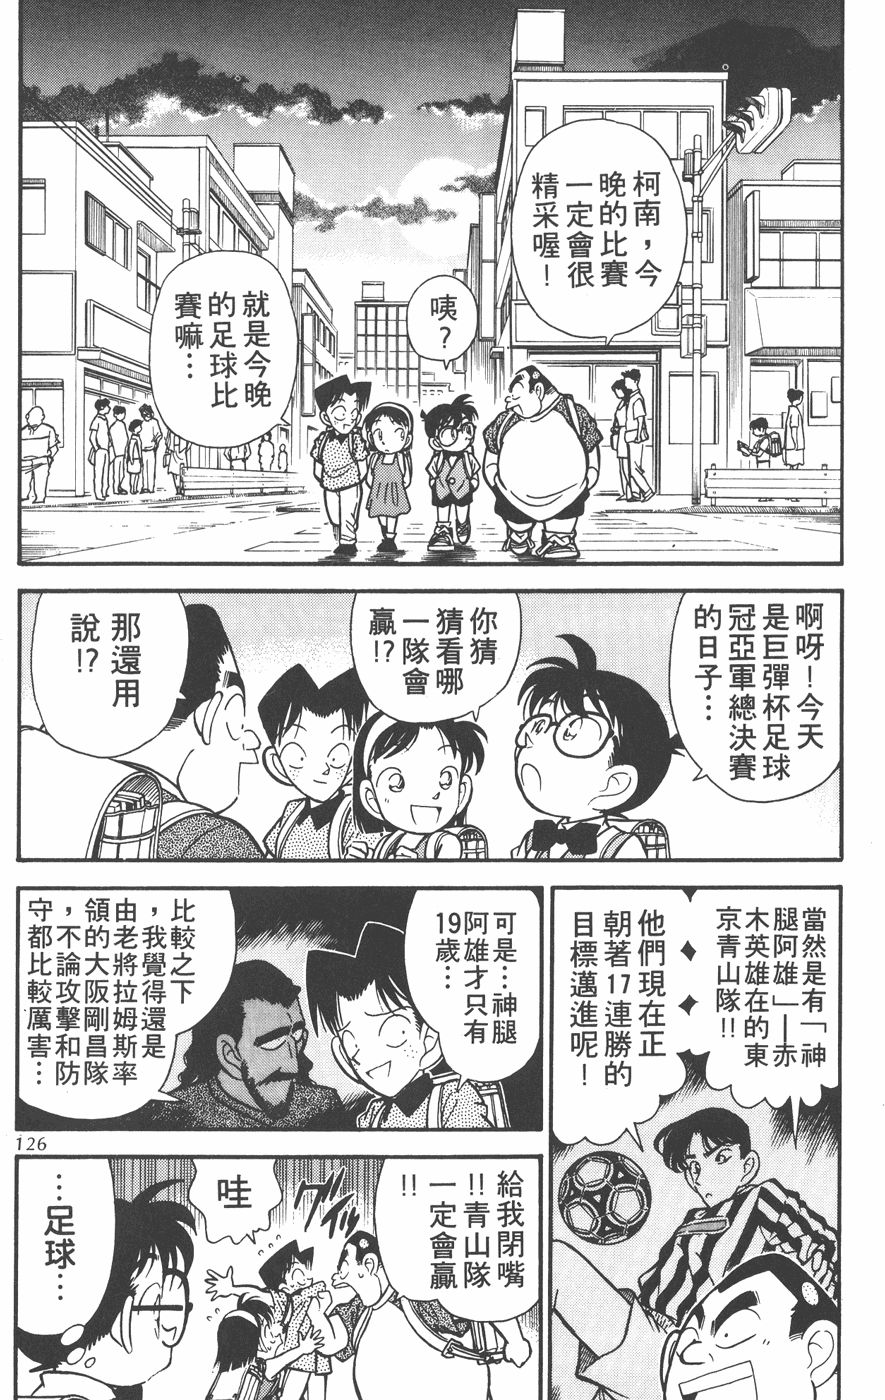 柯南，今
晚的比賽
一定會很
精采喔！
咦？
就是今晚
的足球比
賽嘛…
啊呀！今天
是巨彈杯足球
冠亞軍總決賽
的日子…
你猜
猜看哪
一隊會
贏!?
那還用
說!?
當然是有「神
腿阿雄」──赤
木英雄在的東
京青山隊!!
他們現在正
朝著17連勝的
目標邁進呢！
可是…神腿
阿雄才只有
19歲…
比較之下
，我覺得還是
由老將拉姆斯率
領的大阪剛昌隊
，不論攻擊和防
守都比較厲害…
126
給我閉嘴
!!青山隊
一定會贏
!!
グイッ
哇
…足球…